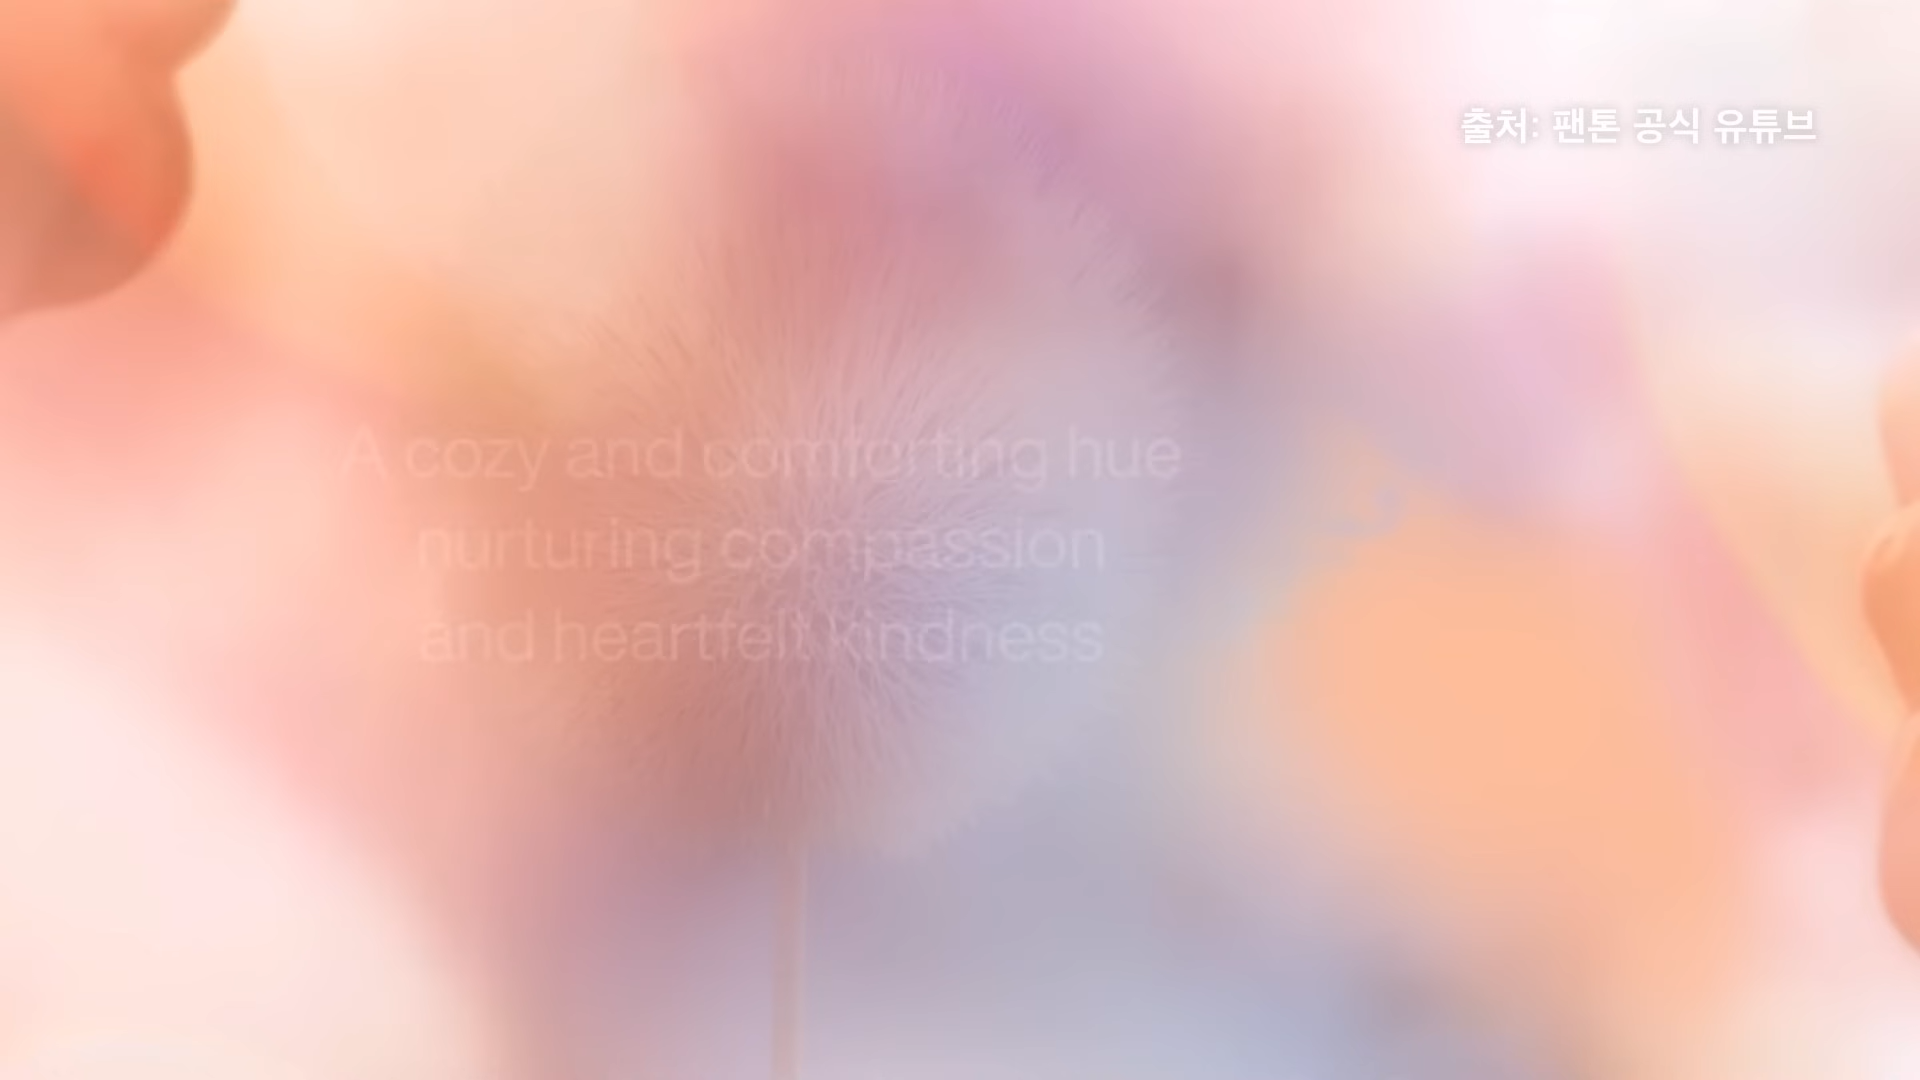 출처: 팬톤 공식 유튜브
A cozy and comforting hue
nurturing compassion
and heartfelt kindness